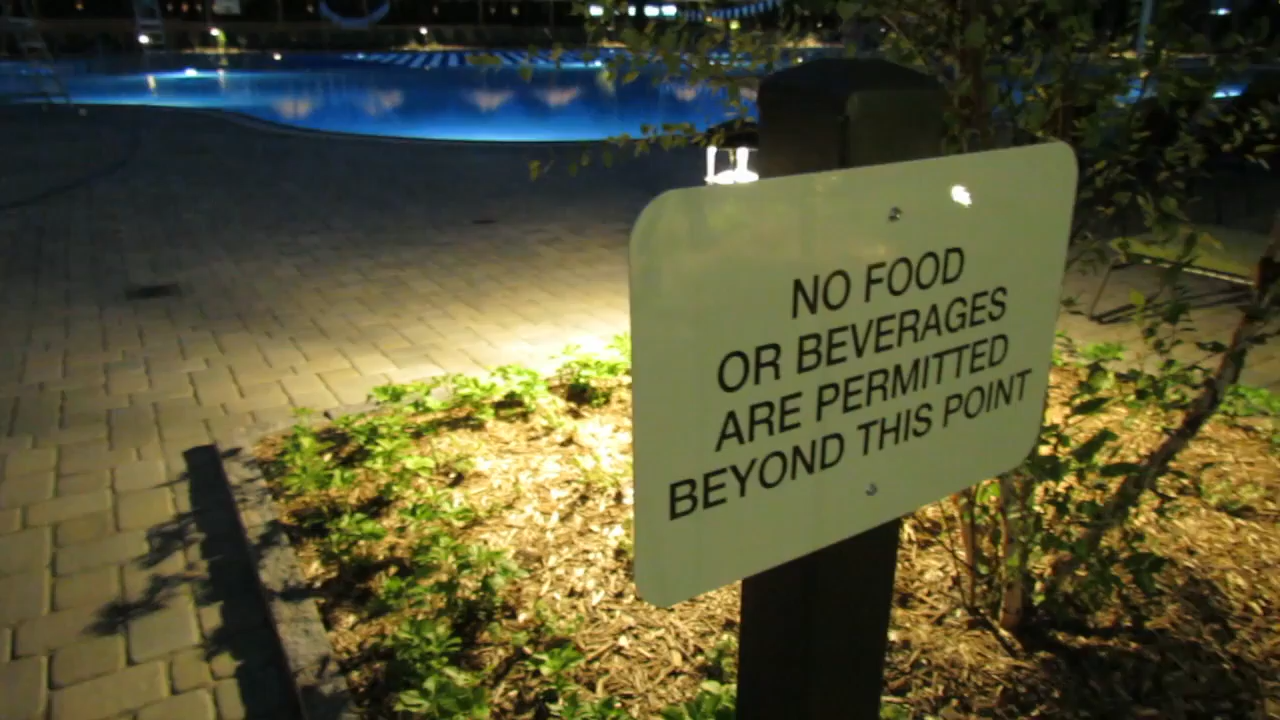 NO FOOD
OR BEVERAGES
ARE PERMITTED
BEYOND THIS POINT